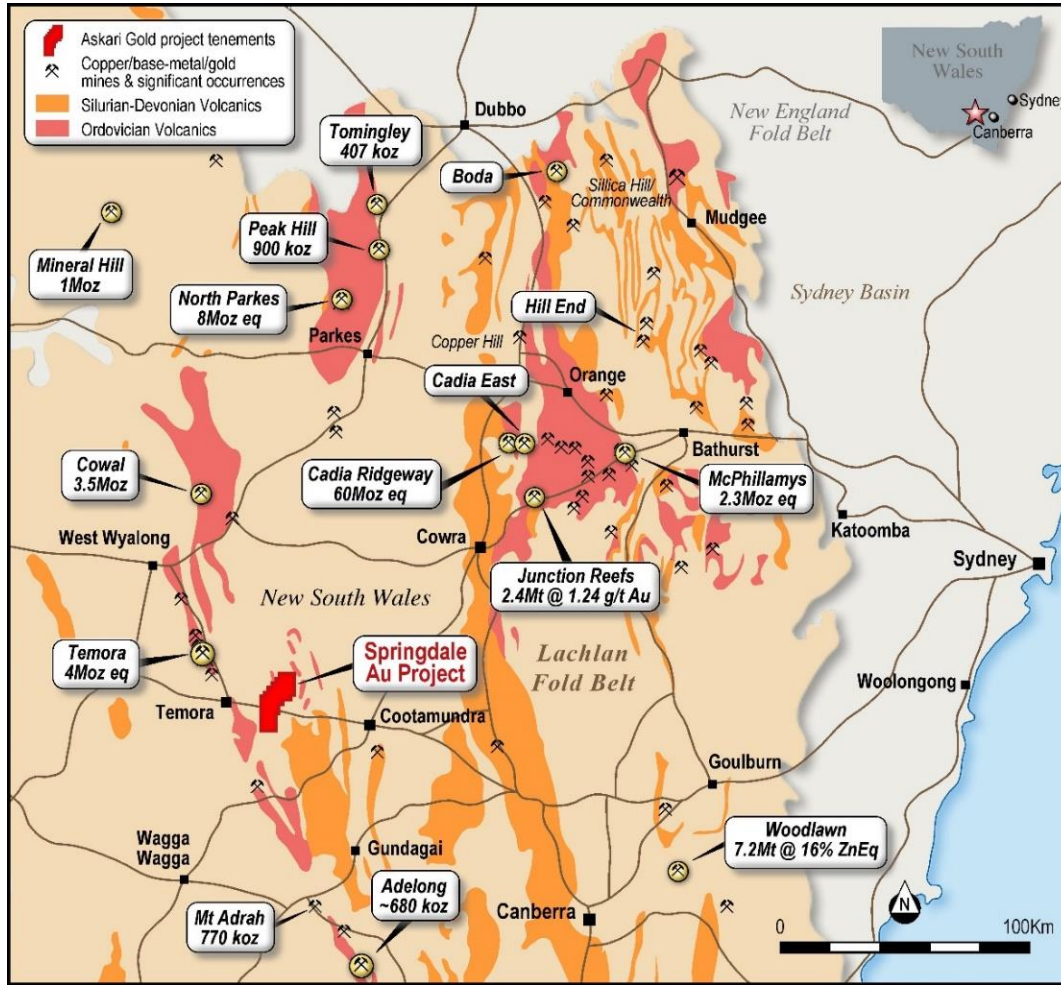 Askari Gold project tenements
Copper/base-metal/gold
mines & significant occurrences
Silurian-Devonian Volcanics
Ordovician Volcanics
New South
Wales
Sydney
Canberra
New England
Fold Belt
Dubbo
Tomingley
407 koz
Boda
Sillica Hill/
Commonwealth
Mudgee
Mineral Hill
1Moz
Peak Hill
900 koz
North Parkes
8Moz eq
Sydney Basin
Hill End
Parkes
Copper Hill
Cadia East
Orange
Cowal
3.5Moz
Cadia Ridgeway
60Moz eq
Bathurst
McPhillamys
2.3Moz eq
Katoomba
West Wyalong
Cowra
Sydney
Junction Reefs
2.4Mt @ 1.24 g/t Au
New South Wales
Temora
4Moz eq
Springdale
Au Project
Lachlan
Fold Belt
Woolongong
Temora
Cootamundra
Goulburn
Wagga
Wagga
Gundagai
Woodlawn
7.2Mt @ 16% ZnEq
Mt Adrah
770 koz
Adelong
~680 koz
Canberra
N
0
100Km